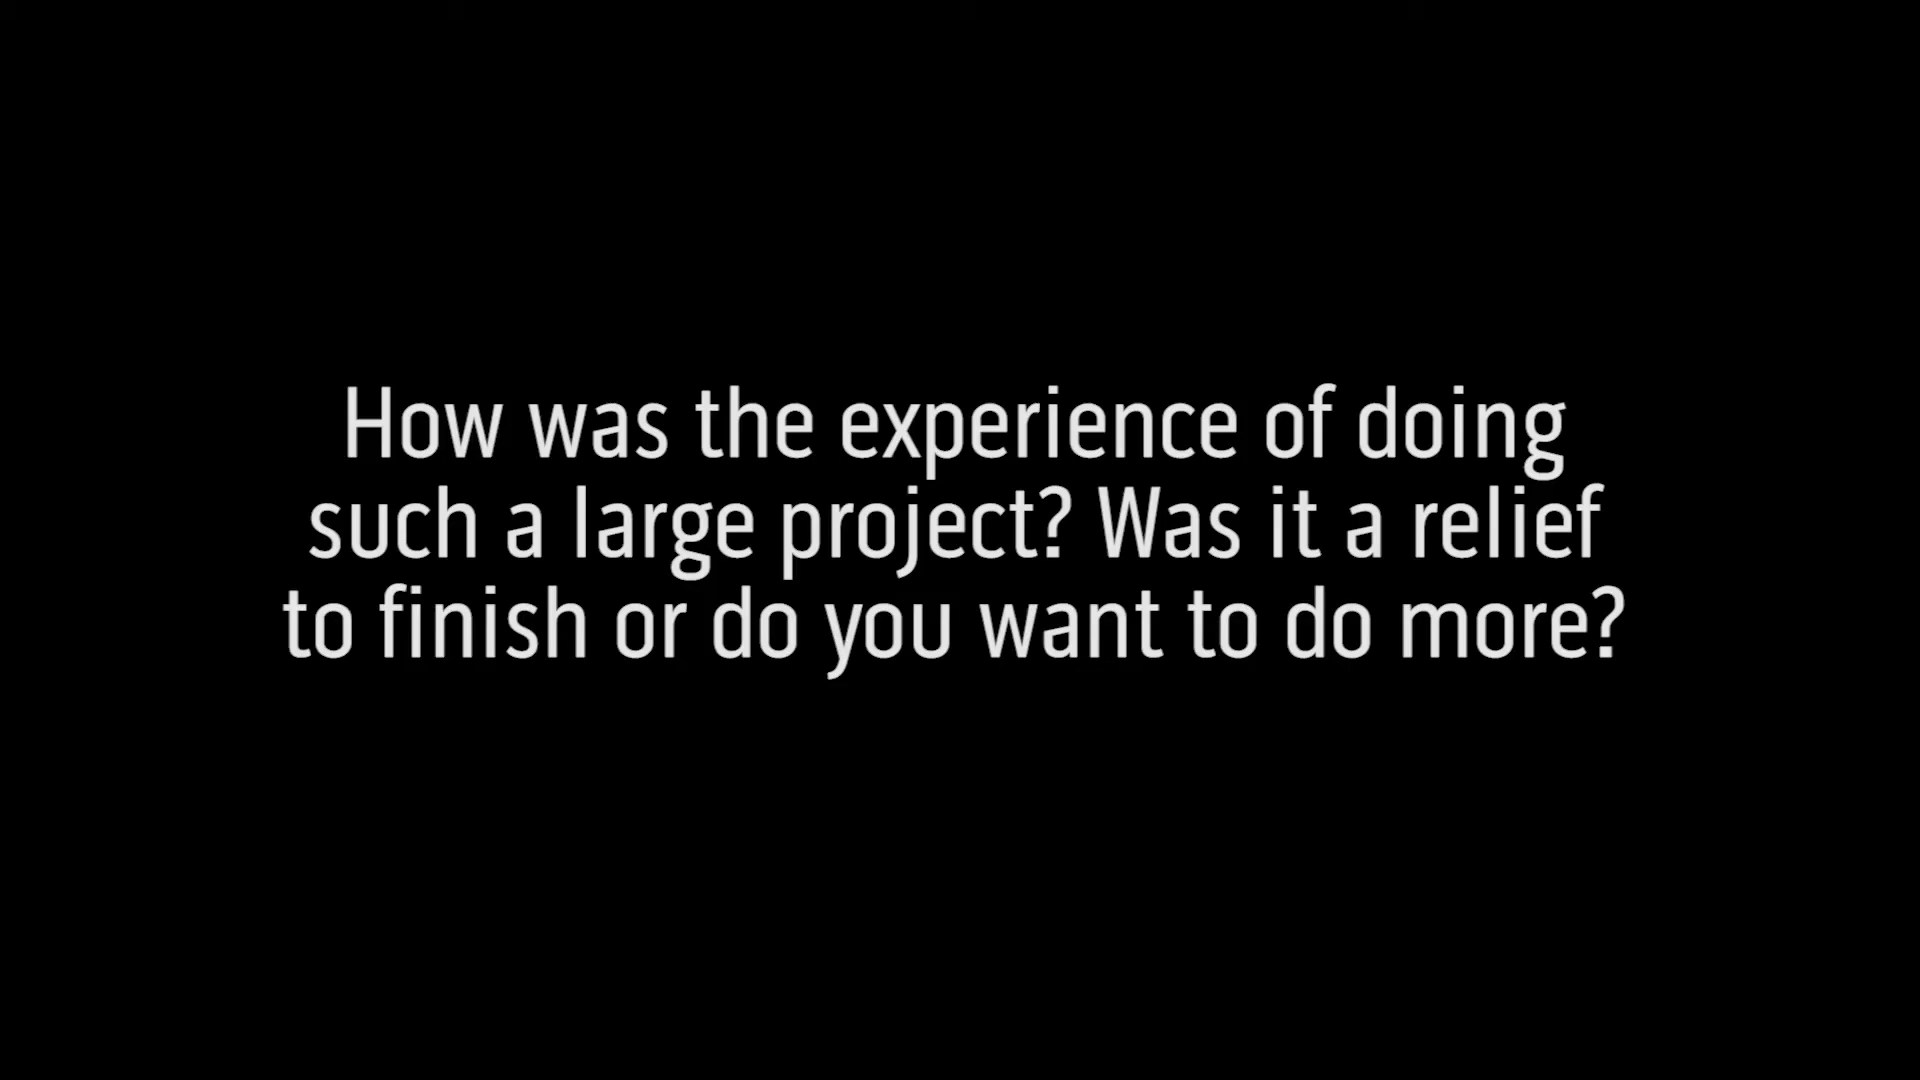 How was the experience of doing
such a large project? Was it a relief
to finish or do you want to do more?